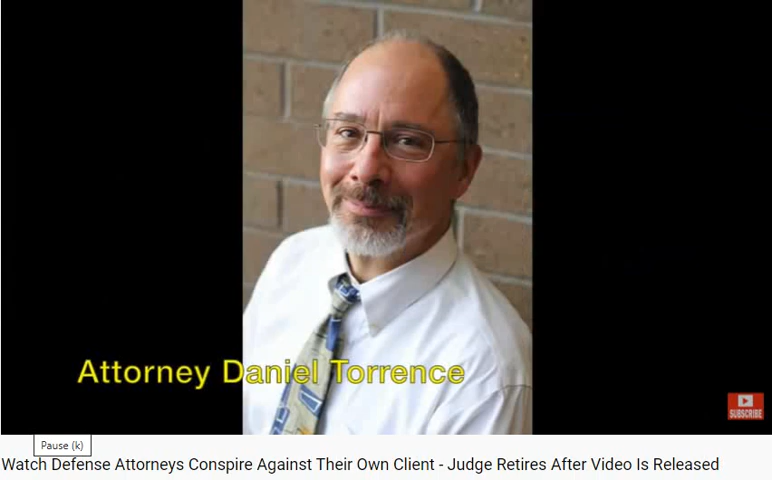 Attorney Daniel Torrence
SUBSCRIBE
Pause (k)
Watch Defense Attorneys Conspire Against Their Own Client - Judge Retires After Video Is Released